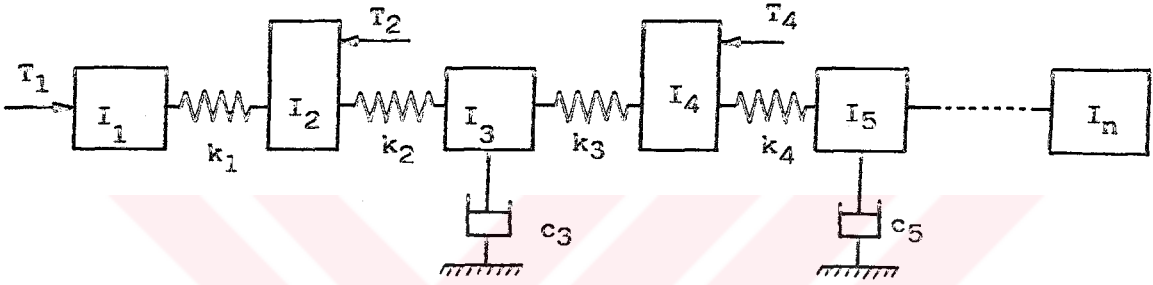 T₂ T₄
T₁ I₁ I₂ I₃ I₄ I₅ Iₙ
k₁ k₂ k₃ k₄
c₃ c₅